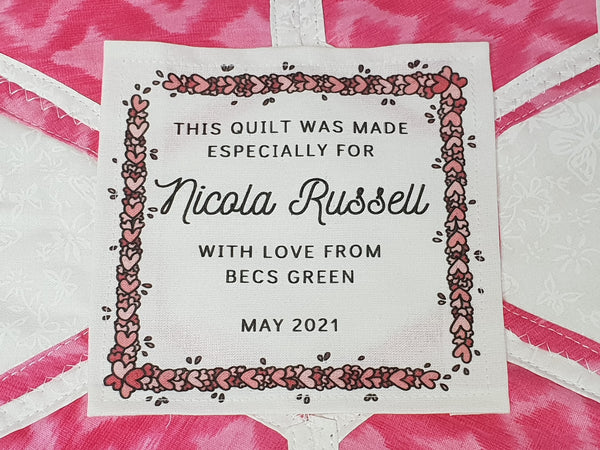 THIS QUILT WAS MADE
ESPECIALLY FOR
Nicola Russell
WITH LOVE FROM
BECS GREEN
MAY 2021